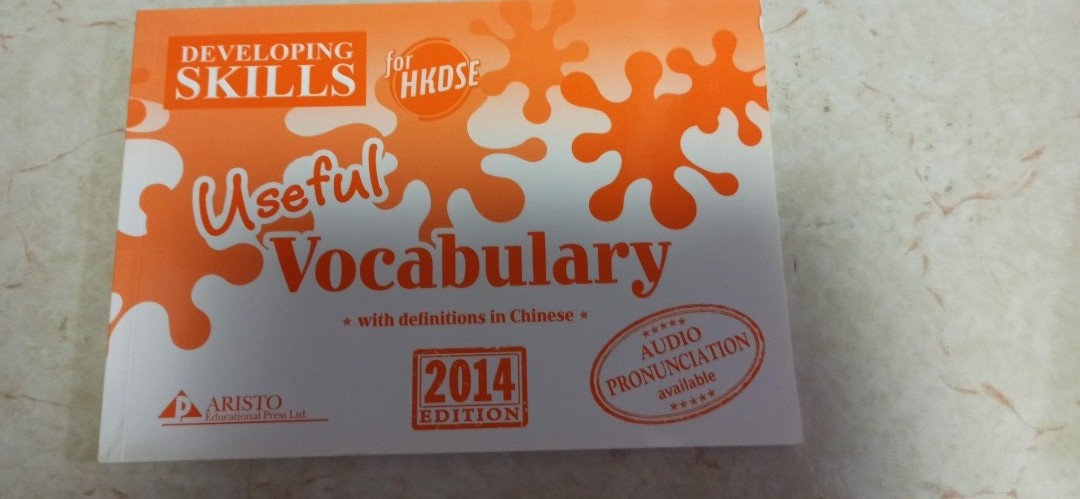 DEVELOPING
SKILLS
for
HKDSE
Useful
Vocabulary
★ with definitions in Chinese ★
2014
EDITION
★★★★★
AUDIO
PRONUNCIATION
available
★★★★★
ARISTO
Educational Press Ltd